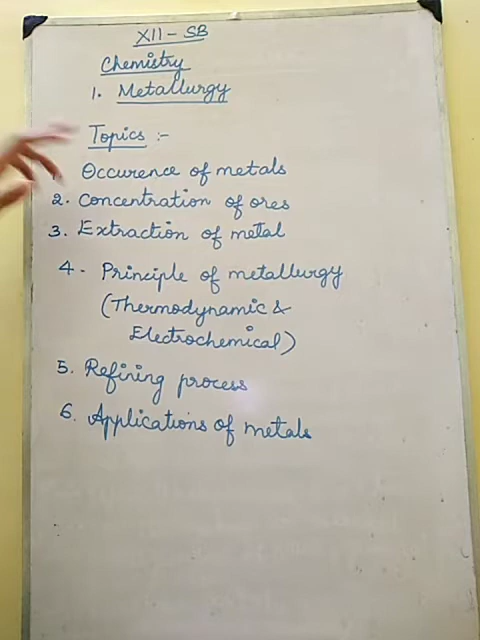 XII - SB
Chemistry
1. Metallurgy
Topics :-
1. Occurence of metals
2. Concentration of ores
3. Extraction of metal
4. Principle of metallurgy
(Thermodynamic &
Electrochemical)
5. Refining process
6. Applications of metals